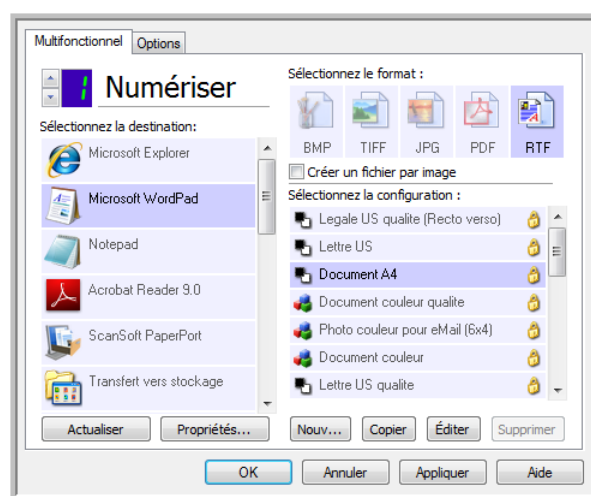 Multifonctionnel
Options
1
Numériser
Sélectionnez la destination:
Microsoft Explorer
Microsoft WordPad
Notepad
Acrobat Reader 9.0
ScanSoft PaperPort
Transfert vers stockage
Actualiser
Propriétés...
Sélectionnez le format :
BMP
TIFF
JPG
PDF
RTF
Créer un fichier par image
Sélectionnez la configuration :
Legale US qualite (Recto verso)
Lettre US
Document A4
Document couleur qualite
Photo couleur pour eMail (6x4)
Document couleur
Lettre US qualite
Nouv...
Copier
Éditer
Supprimer
OK
Annuler
Appliquer
Aide